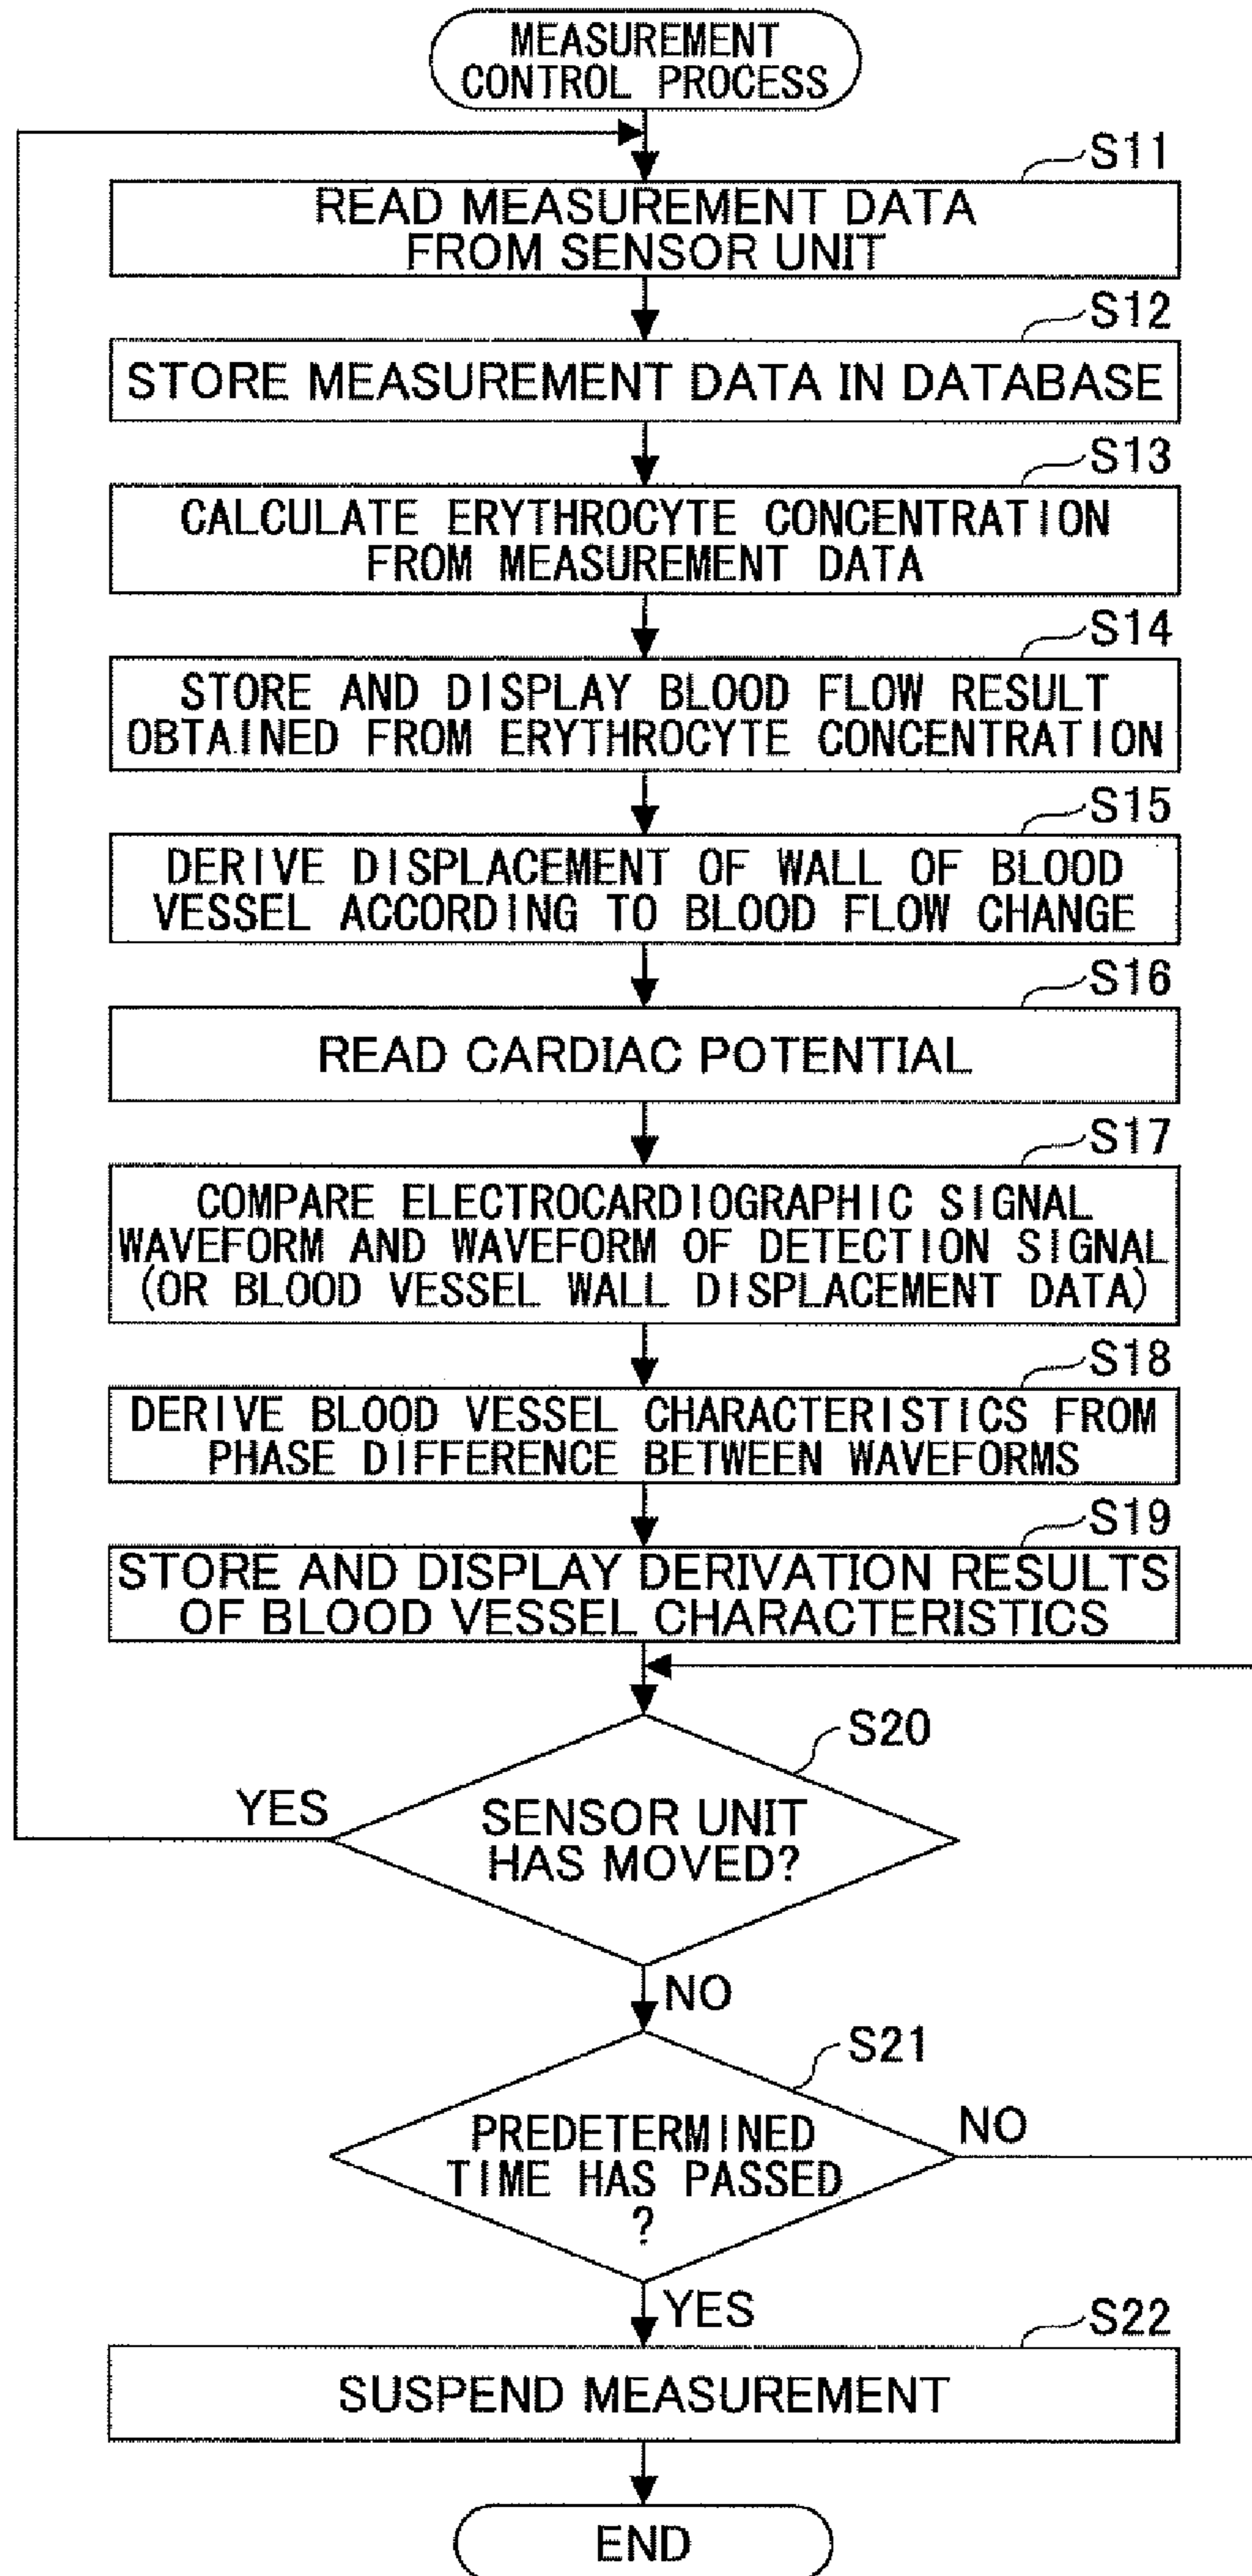 MEASUREMENT
CONTROL PROCESS
S11
READ MEASUREMENT DATA
FROM SENSOR UNIT
S12
STORE MEASUREMENT DATA IN DATABASE
S13
CALCULATE ERYTHROCYTE CONCENTRATION
FROM MEASUREMENT DATA
S14
STORE AND DISPLAY BLOOD FLOW RESULT
OBTAINED FROM ERYTHROCYTE CONCENTRATION
S15
DERIVE DISPLACEMENT OF WALL OF BLOOD
VESSEL ACCORDING TO BLOOD FLOW CHANGE
S16
READ CARDIAC POTENTIAL
S17
COMPARE ELECTROCARDIOGRAPHIC SIGNAL
WAVEFORM AND WAVEFORM OF DETECTION SIGNAL
(OR BLOOD VESSEL WALL DISPLACEMENT DATA)
S18
DERIVE BLOOD VESSEL CHARACTERISTICS FROM
PHASE DIFFERENCE BETWEEN WAVEFORMS
S19
STORE AND DISPLAY DERIVATION RESULTS
OF BLOOD VESSEL CHARACTERISTICS
S20
YES
SENSOR UNIT
HAS MOVED?
NO
S21
PREDETERMINED
TIME HAS PASSED
?
NO
YES
S22
SUSPEND MEASUREMENT
END